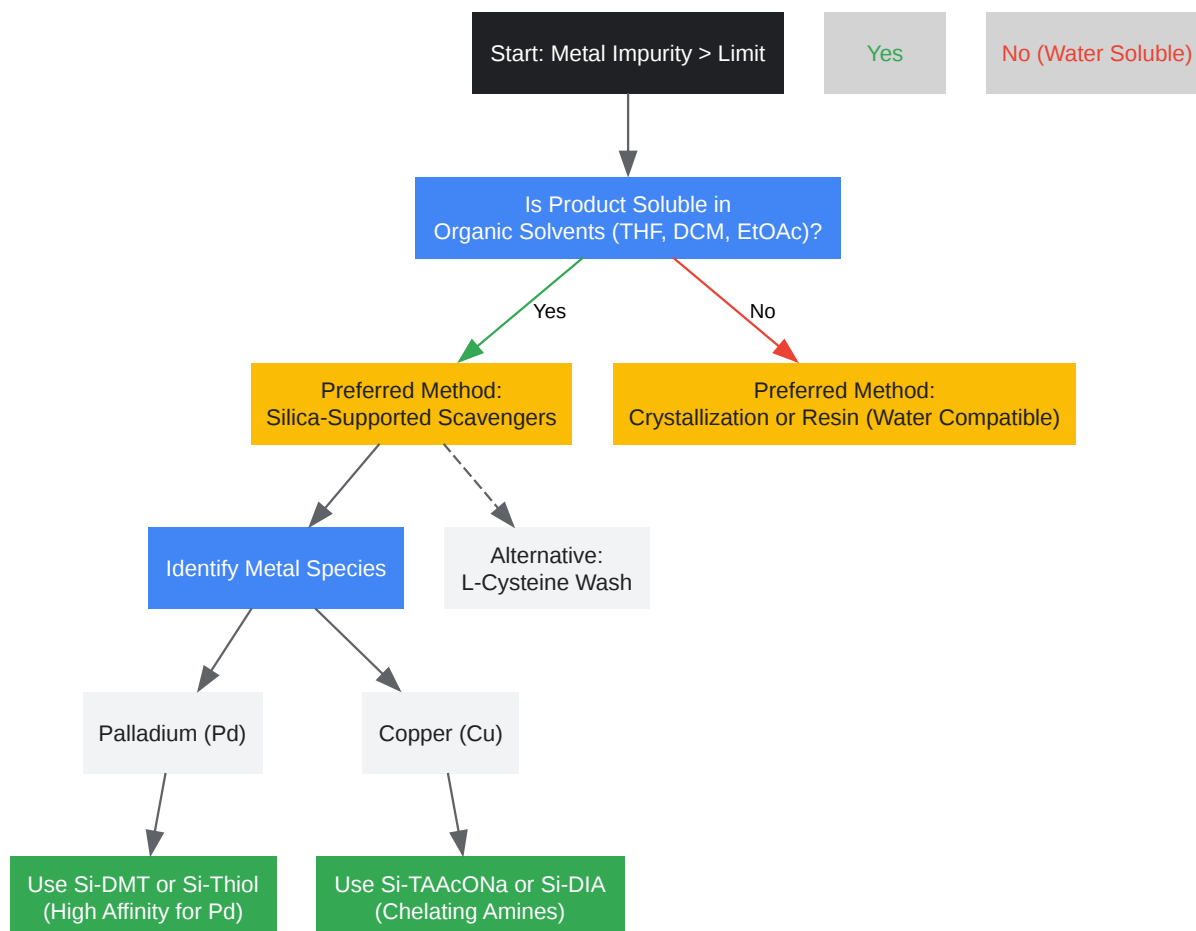 Start: Metal Impurity > Limit
Yes
No (Water Soluble)
Is Product Soluble in
Organic Solvents (THF, DCM, EtOAc)?
Yes
No
Preferred Method:
Silica-Supported Scavengers
Preferred Method:
Crystallization or Resin (Water Compatible)
Identify Metal Species
Alternative:
L-Cysteine Wash
Palladium (Pd)
Copper (Cu)
Use Si-DMT or Si-Thiol
(High Affinity for Pd)
Use Si-TAAcONa or Si-DIA
(Chelating Amines)